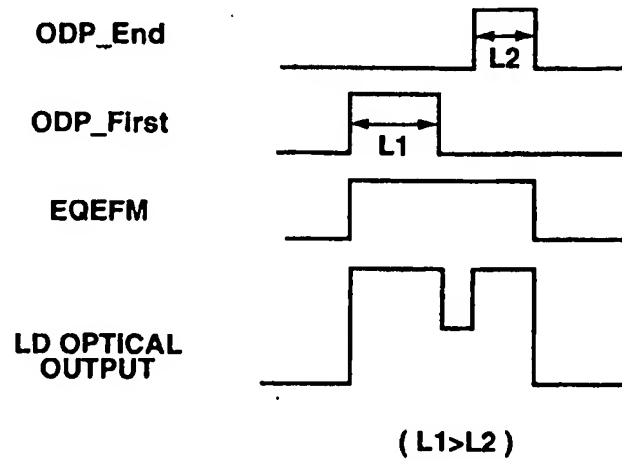 ODP_End
L2
ODP_First
L1
EQEFM
LD OPTICAL
OUTPUT
( L1>L2 )